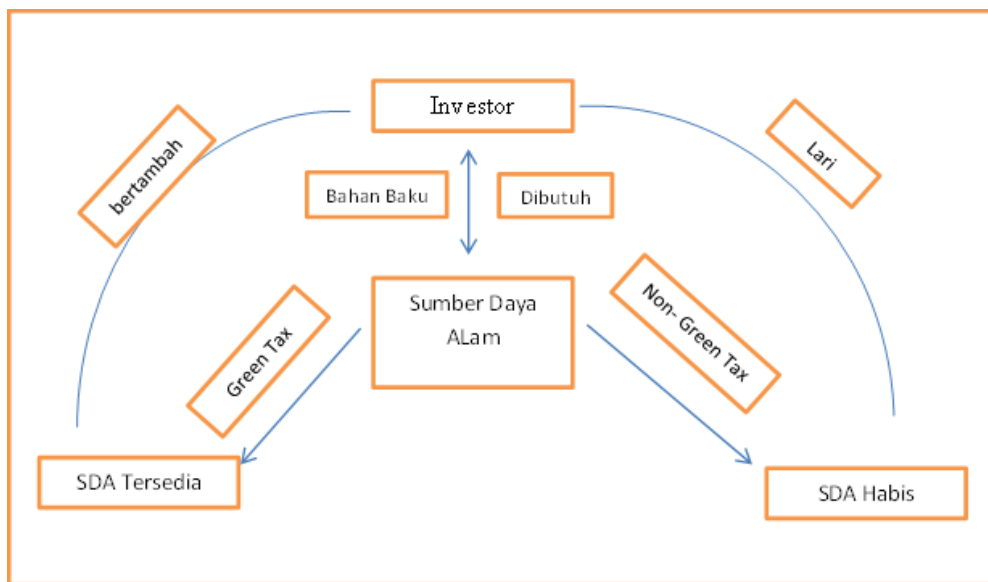 Investor
bertambah
Lari
Bahan Baku
Dibutuh
Sumber Daya
ALam
Green Tax
Non- Green Tax
SDA Tersedia
SDA Habis